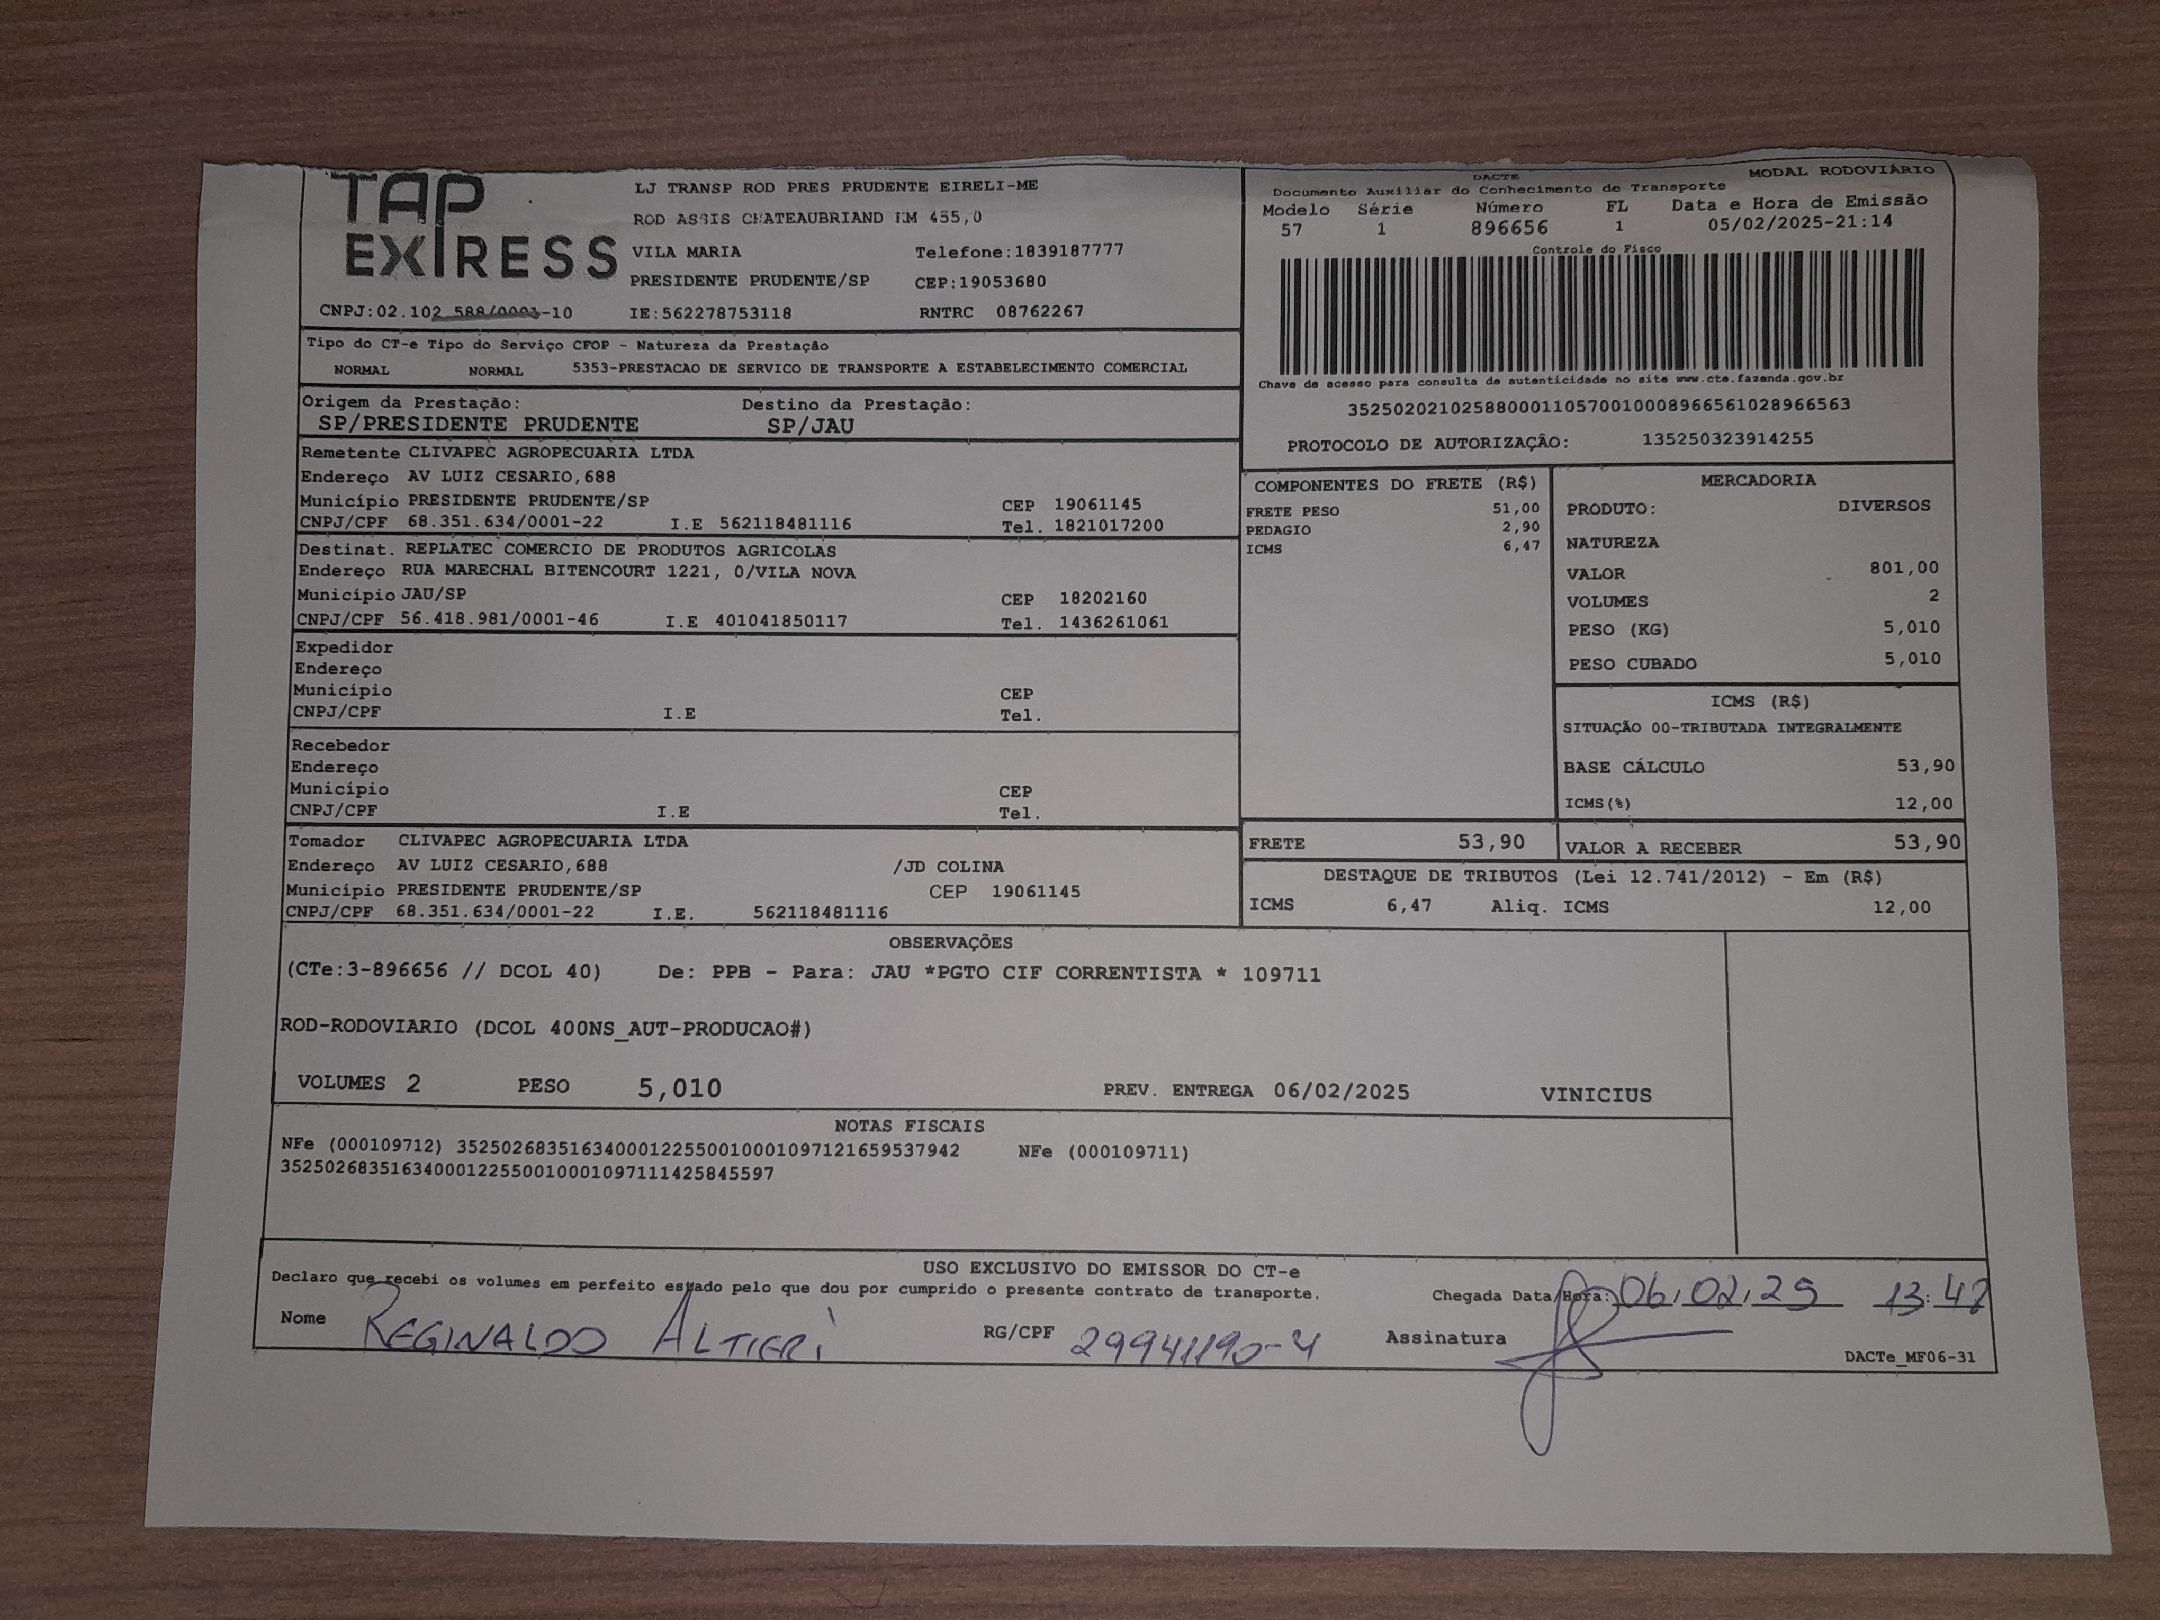 TAP
EXPRESS
LJ TRANSP ROD PRES PRUDENTE EIRELI-ME
ROD ASSIS CHATEAUBRIAND KM 455,0
VILA MARIA Telefone:1839187777
PRESIDENTE PRUDENTE/SP CEP:19053680
CNPJ:02.102.588/0001-10 IE:562278753118 RNTRC 08762267
DACTE MODAL RODOVIÁRIO
Documento Auxiliar do Conhecimento de Transporte
Modelo Série Número FL Data e Hora de Emissão
57 1 896656 1 05/02/2025-21:14
Controle do Fisco
Chave de acesso para consulta de autenticidade no site www.cte.fazenda.gov.br
35250202102588000110570010008966561028966563
PROTOCOLO DE AUTORIZAÇÂO: 135250323914255
Tipo do CT-e Tipo do Serviço CFOP - Natureza da Prestação
NORMAL NORMAL 5353-PRESTACAO DE SERVICO DE TRANSPORTE A ESTABELECIMENTO COMERCIAL
Origem da Prestação: Destino da Prestação:
SP/PRESIDENTE PRUDENTE SP/JAU
Remetente CLIVAPEC AGROPECUARIA LTDA
Endereço AV LUIZ CESARIO,688
Município PRESIDENTE PRUDENTE/SP CEP 19061145
CNPJ/CPF 68.351.634/0001-22 I.E 562118481116 Tel. 1821017200
Destinat. REPLATEC COMERCIO DE PRODUTOS AGRICOLAS
Endereço RUA MARECHAL BITENCOURT 1221, 0/VILA NOVA
Município JAU/SP CEP 18202160
CNPJ/CPF 56.418.981/0001-46 I.E 401041850117 Tel. 1436261061
Expedidor
Endereço
Município CEP
CNPJ/CPF I.E Tel.
Recebedor
Endereço
Município CEP
CNPJ/CPF I.E Tel.
Tomador CLIVAPEC AGROPECUARIA LTDA
Endereço AV LUIZ CESARIO,688 /JD COLINA
Município PRESIDENTE PRUDENTE/SP CEP 19061145
CNPJ/CPF 68.351.634/0001-22 I.E. 562118481116
COMPONENTES DO FRETE (R$)
FRETE PESO 51,00
PEDAGIO 2,90
ICMS 6,47
MERCADORIA
PRODUTO: DIVERSOS
NATUREZA
VALOR 801,00
VOLUMES 2
PESO (KG) 5,010
PESO CUBADO 5,010
ICMS (R$)
SITUAÇÃO 00-TRIBUTADA INTEGRALMENTE
BASE CÁLCULO 53,90
ICMS(%) 12,00
FRETE 53,90 VALOR A RECEBER 53,90
DESTAQUE DE TRIBUTOS (Lei 12.741/2012) - Em (R$)
ICMS 6,47 Aliq. ICMS 12,00
OBSERVAÇÕES
(CTe:3-896656 // DCOL 40) De: PPB - Para: JAU *PGTO CIF CORRENTISTA * 109711
ROD-RODOVIARIO (DCOL 400NS_AUT-PRODUCAO#)
VOLUMES 2 PESO 5,010 PREV. ENTREGA 06/02/2025 VINICIUS
NOTAS FISCAIS
NFe (000109712) 35250268351634000122550010001097121659537942 NFe (000109711)
35250268351634000122550010001097111425845597
USO EXCLUSIVO DO EMISSOR DO CT-e
Declaro que recebi os volumes em perfeito estado pelo que dou por cumprido o presente contrato de transporte.
Chegada Data/Hora: 06,02,25 13:47
Nome REGINALDO ALTIERI RG/CPF 29941190-4 Assinatura
DACTe_MF06-31